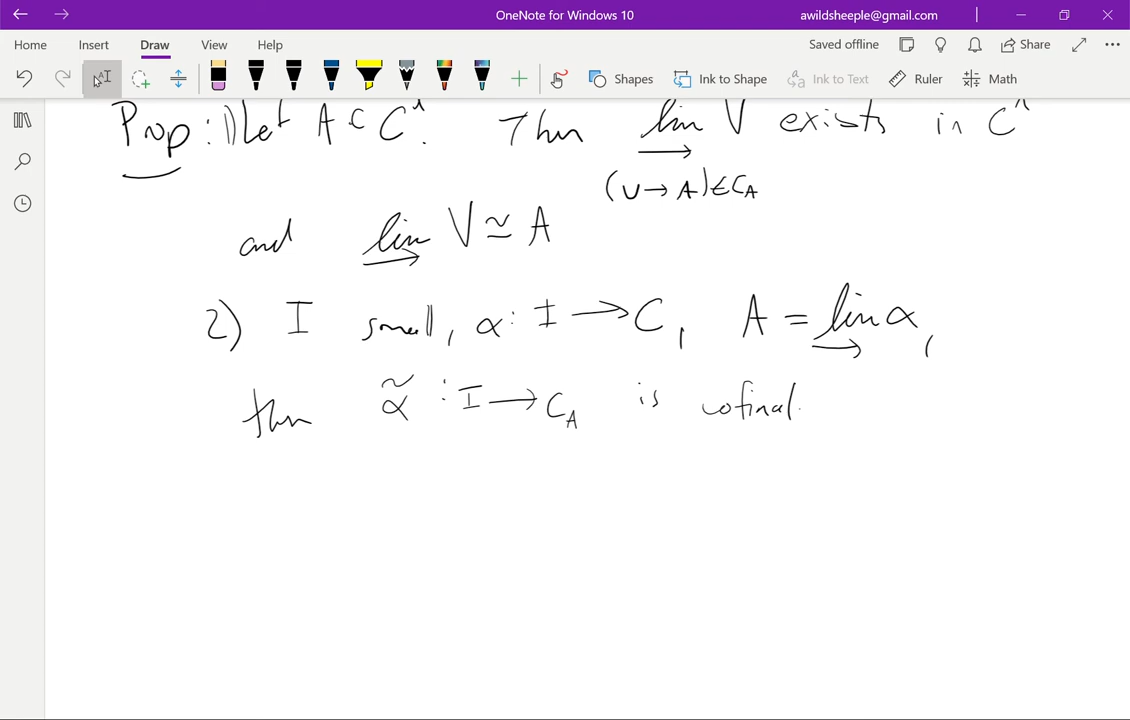 OneNote for Windows 10
awildsheeple@gmail.com
Home Insert Draw View Help
Saved offline
Share
Shapes Ink to Shape Ink to Text Ruler Math
Prop: 1) Let A ∈ C^. Then lim V exists in C^
(U → A) ∈ C_A
and lim V ≃ A
2) I small, α: I → C, A = lim α,
then α̃ : I → C_A is cofinal.